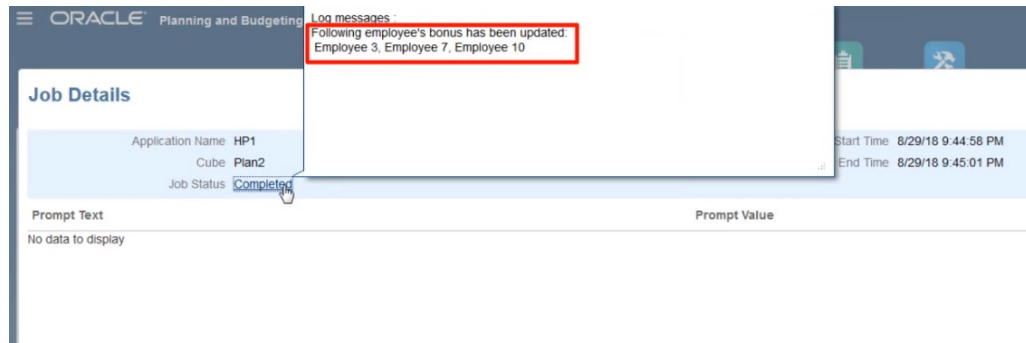 ORACLE® Planning and Budgeting
Log messages :
Following employee's bonus has been updated:
Employee 3, Employee 7, Employee 10
Job Details
Application Name HP1
Start Time 8/29/18 9:44:58 PM
Cube Plan2
End Time 8/29/18 9:45:01 PM
Job Status Completed
Prompt Text Prompt Value
No data to display